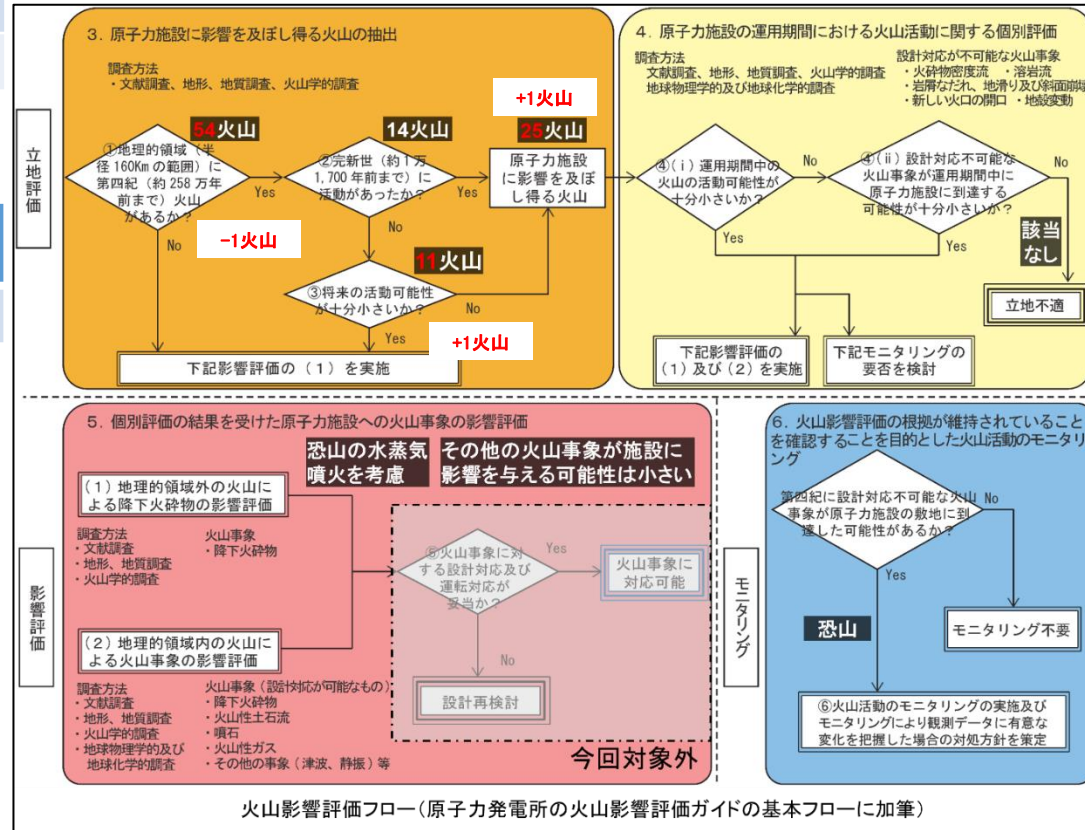 3. 原子力施設に影響を及ぼし得る火山の抽出
調査方法
・文献調査、地形、地質調査、火山学的調査
+1火山
54火山
14火山
25火山
立地評価
①地理的領域（半
径 160Kmの範囲）に
第四紀（約258万年
前まで）火山
があるか？
Yes
No
-1火山
②完新世（約1万
1,700年前まで）に
活動があったか？
Yes
No
原子力施設
に影響を及ぼ
し得る火山
11火山
③将来の活動可能性
が十分小さいか？
No
Yes
+1火山
下記影響評価の（1）を実施
4. 原子力施設の運用期間における火山活動に関する個別評価
調査方法
文献調査、地形、地質調査、火山学的調査
地球物理学的及び地球化学的調査
設計対応が不可能な火山事象
・火砕物密度流　・溶岩流
・岩屑なだれ、地滑り及び斜面崩壊
・新しい火口の開口　・地殻変動
④(ⅰ) 運用期間中の
火山の活動可能性が
十分小さいか？
No
Yes
④(ⅱ) 設計対応不可能な
火山事象が運用期間中に
原子力施設に到達する
可能性が十分小さいか？
Yes
No
該当
なし
立地不適
下記影響評価の
(1) 及び (2) を実施
下記モニタリングの
要否を検討
5. 個別評価の結果を受けた原子力施設への火山事象の影響評価
恐山の水蒸気
噴火を考慮
その他の火山事象が施設に
影響を与える可能性は小さい
影響評価
(1) 地理的領域外の火山に
よる降下火砕物の影響評価
調査方法
・文献調査
・地形、地質調査
・火山学的調査
火山事象
・降下火砕物
⑤火山事象に対
する設計対応及び
運転対応が
妥当か？
Yes
火山事象に
対応可能
No
設計再検討
(2) 地理的領域内の火山に
よる火山事象の影響評価
調査方法
・文献調査
・地形、地質調査
・火山学的調査
・地球物理学的及び
地球化学的調査
火山事象（設計対応が可能なもの）
・降下火砕物
・火山性土石流
・噴石
・火山性ガス
・その他の事象（津波、静振）等
今回対象外
6. 火山影響評価の根拠が維持されていること
を確認することを目的とした火山活動のモニタリ
ング
モニタリング
第四紀に設計対応不可能な火山
事象が原子力施設の敷地に到
達した可能性があるか？
No
Yes
恐山
モニタリング不要
⑥火山活動のモニタリングの実施及び
モニタリングにより観測データに有意な
変化を把握した場合の対処方針を策定
火山影響評価フロー（原子力発電所の火山影響評価ガイドの基本フローに加筆）